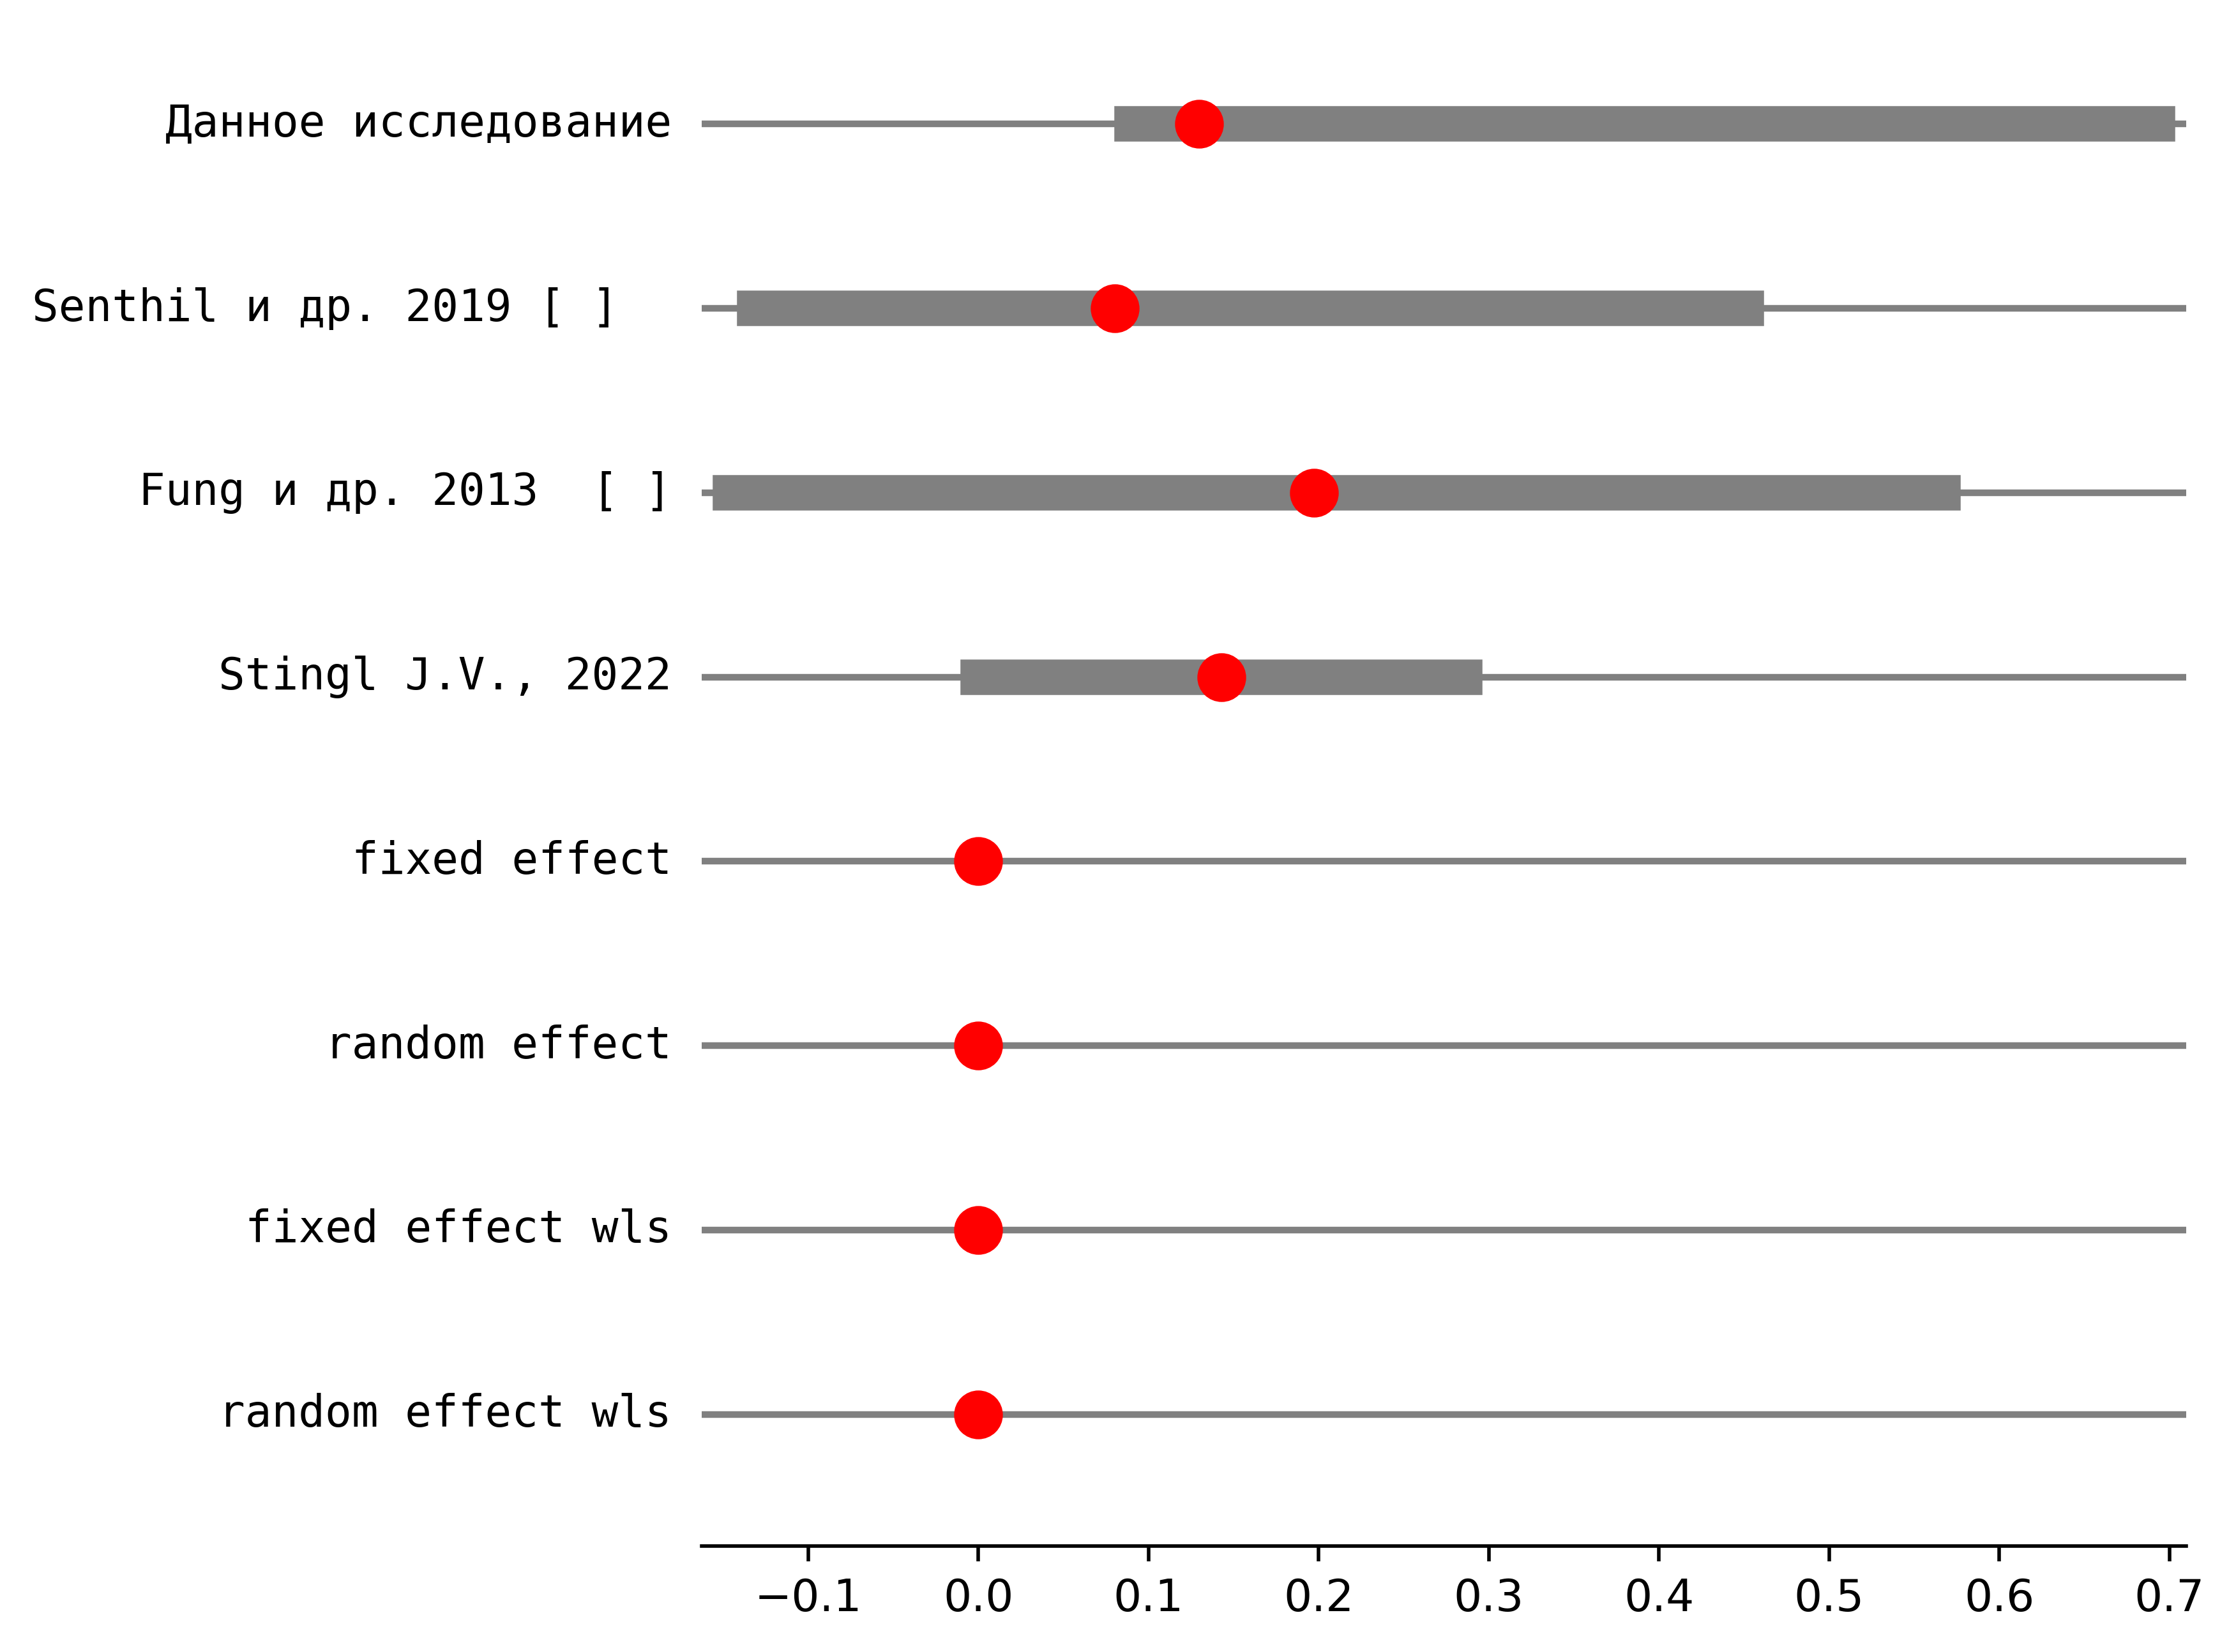 Данное исследование
Senthil и др. 2019 [ ]
Fung и др. 2013  [ ]
Stingl J.V., 2022
fixed effect
random effect
fixed effect wls
random effect wls
−0.1 0.0 0.1 0.2 0.3 0.4 0.5 0.6 0.7